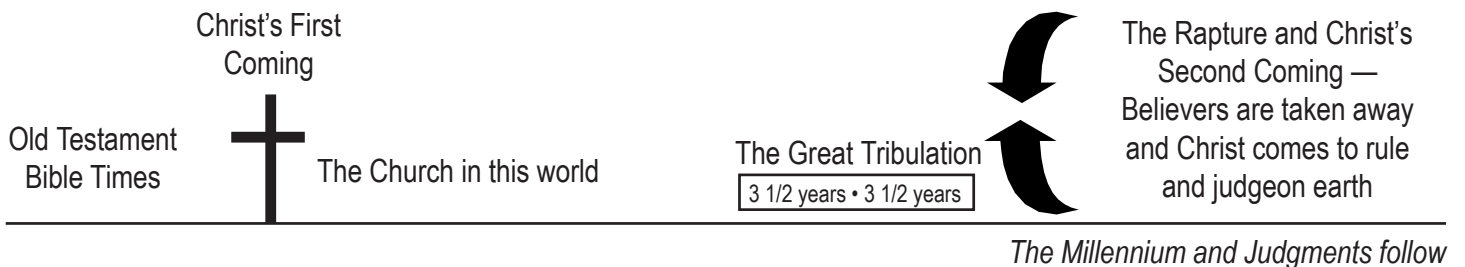 Christ’s First
Coming
Old Testament
Bible Times
The Church in this world
The Great Tribulation
3 1/2 years • 3 1/2 years
The Rapture and Christ’s
Second Coming —
Believers are taken away
and Christ comes to rule
and judgeon earth
The Millennium and Judgments follow